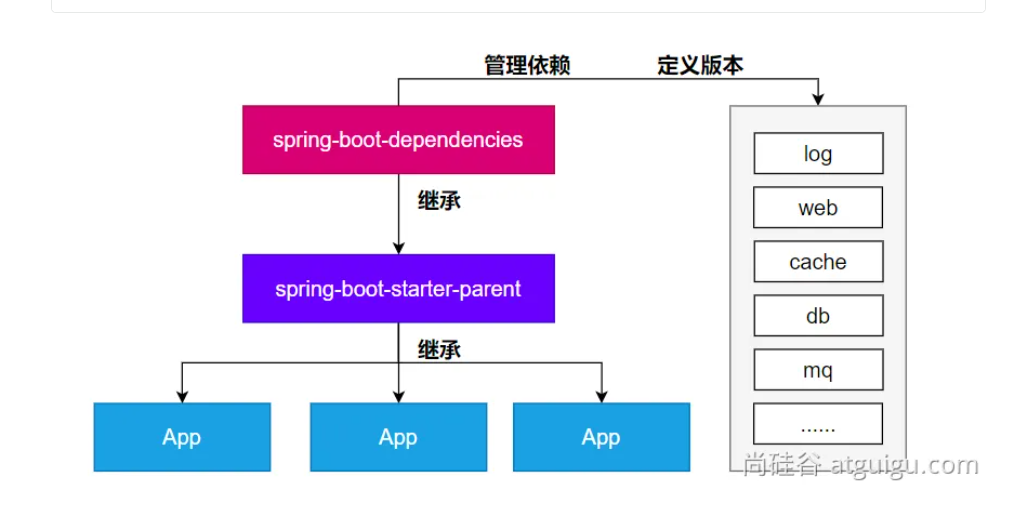 管理依赖 定义版本
spring-boot-dependencies
继承
spring-boot-starter-parent
继承
App App App
log
web
cache
db
mq
......
尚硅谷 atguigu.com